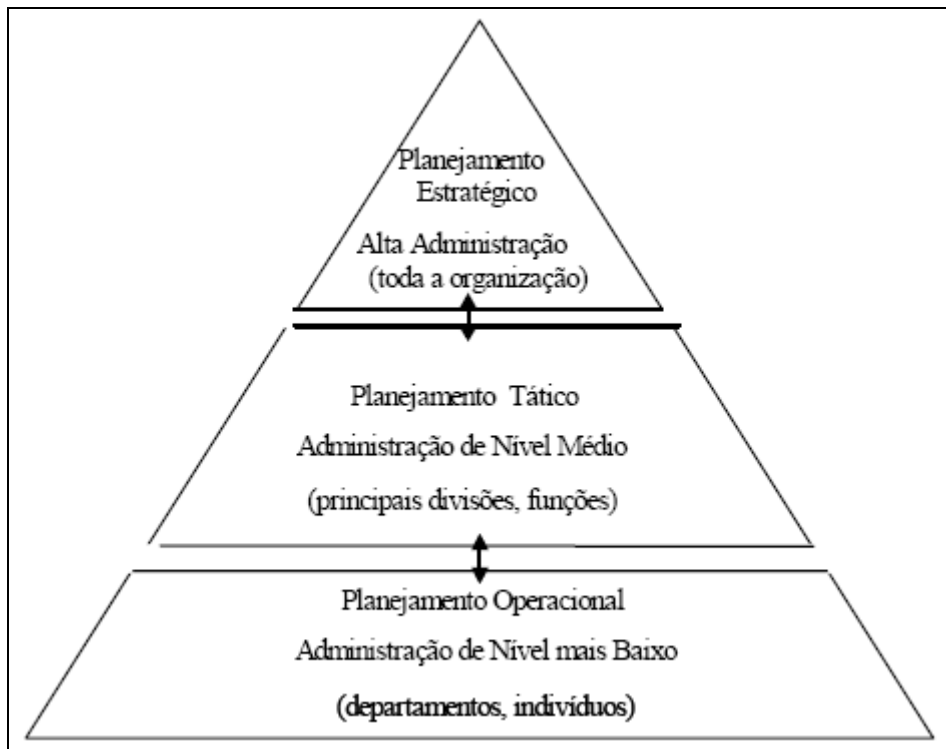 Planejamento
Estratégico
Alta Administração
(toda a organização)
Planejamento Tático
Administração de Nível Médio
(principais divisões, funções)
Planejamento Operacional
Administração de Nível mais Baixo
(departamentos, indivíduos)